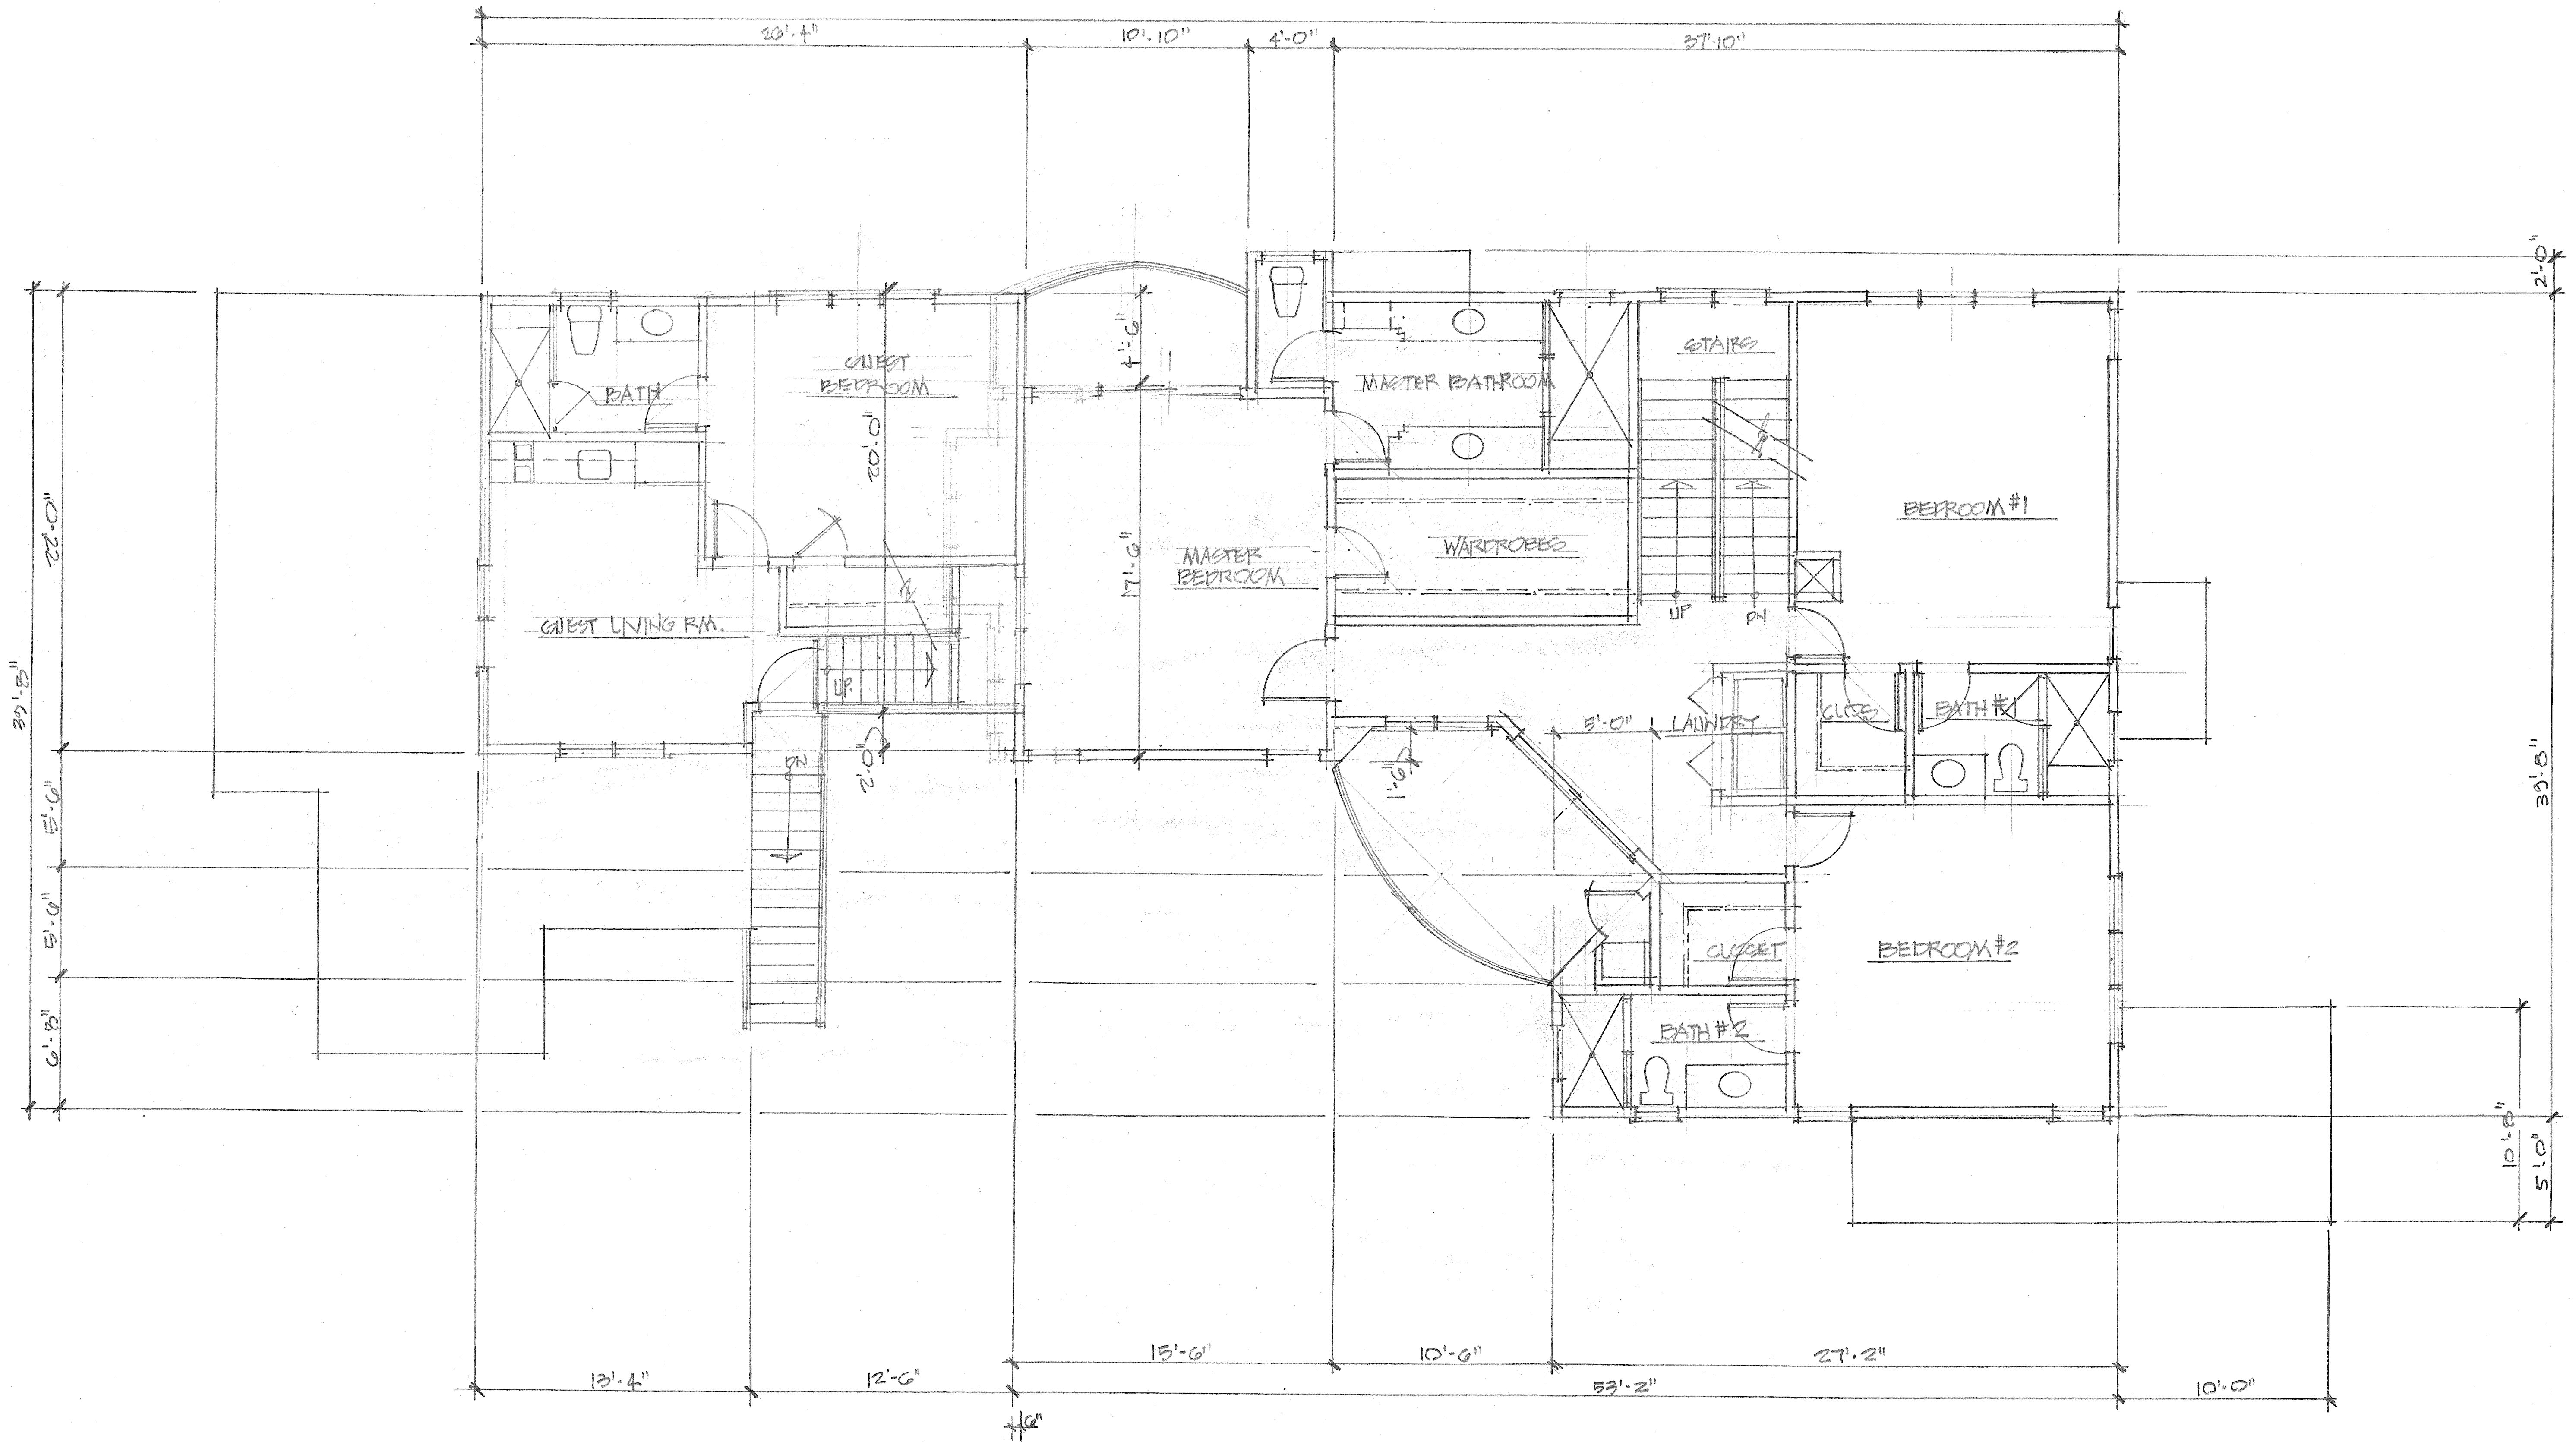 26'-4" 10'-10" 4'-0" 37'-10"
2'-0"
4'-6"
GUEST
BEDROOM
BATH
STAIRS
MASTER BATHROOM
20'-0"
22'-0"
BEDROOM #1
17'-6"
MASTER
BEDROOM
WARDROBES
GUEST LIVING RM.
UP
DN
UP.
39'-8"
CLOS
BATH #1
5'-0" LAUNDRY
DN
2'-0"
1'-6"
39'-8"
5'-6"
5'-6"
CLOSET
BEDROOM #2
BATH #2
6'-8"
10'-8"
5'-0"
15'-6" 10'-6" 27'-2"
13'-4" 12'-6" 53'-2" 10'-0"
6"